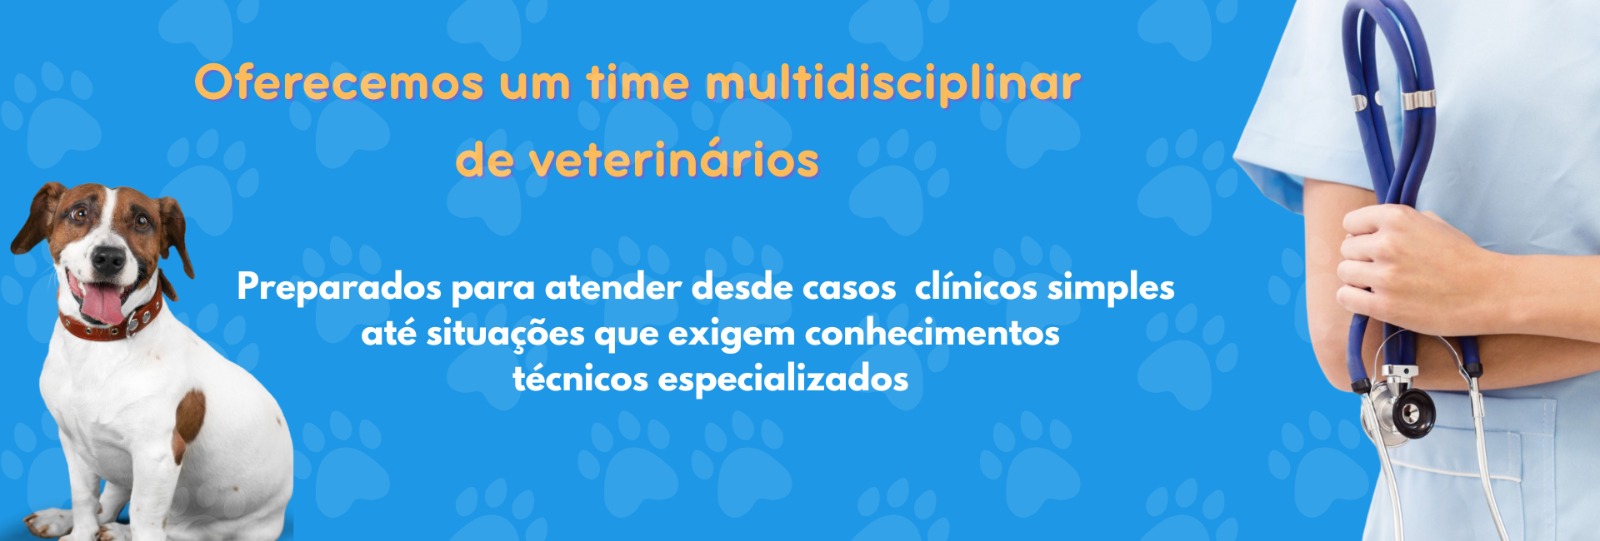 Oferecemos um time multidisciplinar
de veterinários
Preparados para atender desde casos clínicos simples
até situações que exigem conhecimentos
técnicos especializados